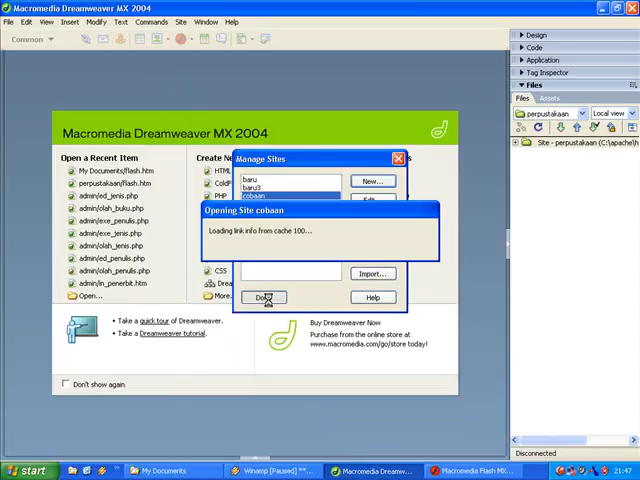 Macromedia Dreamweaver MX 2004
File Edit View Insert Modify Text Commands Site Window Help
Common
Macromedia Dreamweaver MX 2004
Open a Recent Item
My Documents/flash.htm
perpustakaan/flash.htm
admin/ed_jenis.php
admin/olah_buku.php
admin/exe_penulis.php
admin/exe_jenis.php
admin/olah_jenis.php
admin/ed_penulis.php
admin/olah_penulis.php
admin/in_penerbit.htm
Open...
Create Ne
HTML
ColdF
PHP
CSS
Drea
More.
Manage Sites
baru
baru3
cobaan
New...
Edit
Opening Site cobaan
Loading link info from cache 100...
Import...
Help
Take a quick tour of Dreamweaver.
Take a Dreamweaver tutorial.
Buy Dreamweaver Now
Purchase from the online store at
www.macromedia.com/go/store today!
Don't show again.
Design
Code
Application
Tag Inspector
Files
Files Assets
perpustakaan Local view
Site - perpustakaan (C:\apache\h
Disconnected
start
My Documents
Winamp [Paused] ***...
Macromedia Dreamw...
Macromedia Flash MX...
21:47